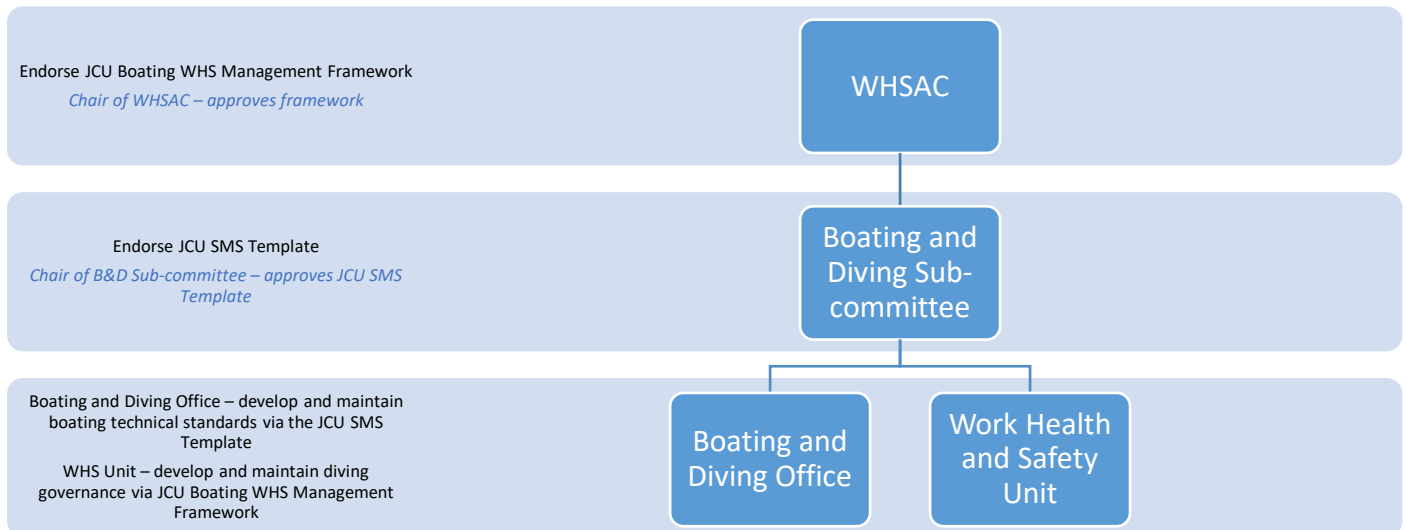 Endorse JCU Boating WHS Management Framework
Chair of WHSAC – approves framework
WHSAC
Endorse JCU SMS Template
Chair of B&D Sub-committee – approves JCU SMS
Template
Boating and
Diving Sub-
committee
Boating and Diving Office – develop and maintain
boating technical standards via the JCU SMS
Template
WHS Unit – develop and maintain diving
governance via JCU Boating WHS Management
Framework
Boating and
Diving Office
Work Health
and Safety
Unit